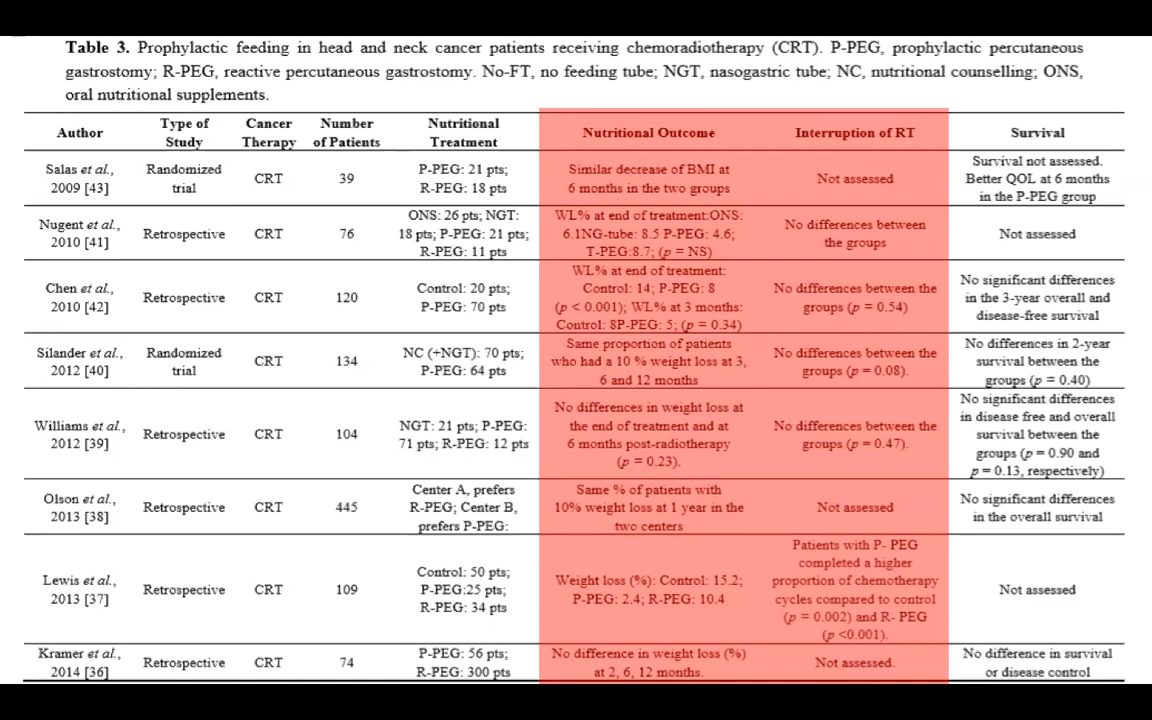 Table 3. Prophylactic feeding in head and neck cancer patients receiving chemoradiotherapy (CRT). P-PEG, prophylactic percutaneous
gastrostomy; R-PEG, reactive percutaneous gastrostomy. No-FT, no feeding tube; NGT, nasogastric tube; NC, nutritional counselling; ONS,
oral nutritional supplements.
Author
Type of
Study
Cancer
Therapy
Number
of Patients
Nutritional
Treatment
Nutritional Outcome
Interruption of RT
Survival
Salas et al.,
2009 [43]
Randomized
trial
CRT
39
P-PEG: 21 pts;
R-PEG: 18 pts
Similar decrease of BMI at
6 months in the two groups
Not assessed
Survival not assessed.
Better QOL at 6 months
in the P-PEG group
Nugent et al.,
2010 [41]
Retrospective
CRT
76
ONS: 26 pts; NGT:
18 pts; P-PEG: 21 pts;
R-PEG: 11 pts
WL% at end of treatment:ONS:
6.1NG-tube: 8.5 P-PEG: 4.6;
T-PEG:8.7; (p = NS)
No differences between
the groups
Not assessed
Chen et al.,
2010 [42]
Retrospective
CRT
120
Control: 20 pts;
P-PEG: 70 pts
WL% at end of treatment:
Control: 14; P-PEG: 8
(p < 0.001); WL% at 3 months:
Control: 8P-PEG: 5; (p = 0.34)
No differences between the
groups (p = 0.54)
No significant differences
in the 3-year overall and
disease-free survival
Silander et al.,
2012 [40]
Randomized
trial
CRT
134
NC (+NGT): 70 pts;
P-PEG: 64 pts
Same proportion of patients
who had a 10 % weight loss at 3,
6 and 12 months
No differences between the
groups (p = 0.08).
No differences in 2-year
survival between the
groups (p = 0.40)
Williams et al.,
2012 [39]
Retrospective
CRT
104
NGT: 21 pts; P-PEG:
71 pts; R-PEG: 12 pts
No differences in weight loss at
the end of treatment and at
6 months post-radiotherapy
(p = 0.23).
No differences between the
groups (p = 0.47).
No significant differences
in disease free and overall
survival between the
groups (p = 0.90 and
p = 0.13, respectively)
Olson et al.,
2013 [38]
Retrospective
CRT
445
Center A, prefers
R-PEG; Center B,
prefers P-PEG:
Same % of patients with
10% weight loss at 1 year in the
two centers
Not assessed
No significant differences
in the overall survival
Lewis et al.,
2013 [37]
Retrospective
CRT
109
Control: 50 pts;
P-PEG:25 pts;
R-PEG: 34 pts
Weight loss (%): Control: 15.2;
P-PEG: 2.4; R-PEG: 10.4
Patients with P- PEG
completed a higher
proportion of chemotherapy
cycles compared to control
(p = 0.002) and R- PEG
(p <0.001).
Not assessed
Kramer et al.,
2014 [36]
Retrospective
CRT
74
P-PEG: 56 pts;
R-PEG: 300 pts
No difference in weight loss (%)
at 2, 6, 12 months.
Not assessed.
No difference in survival
or disease control